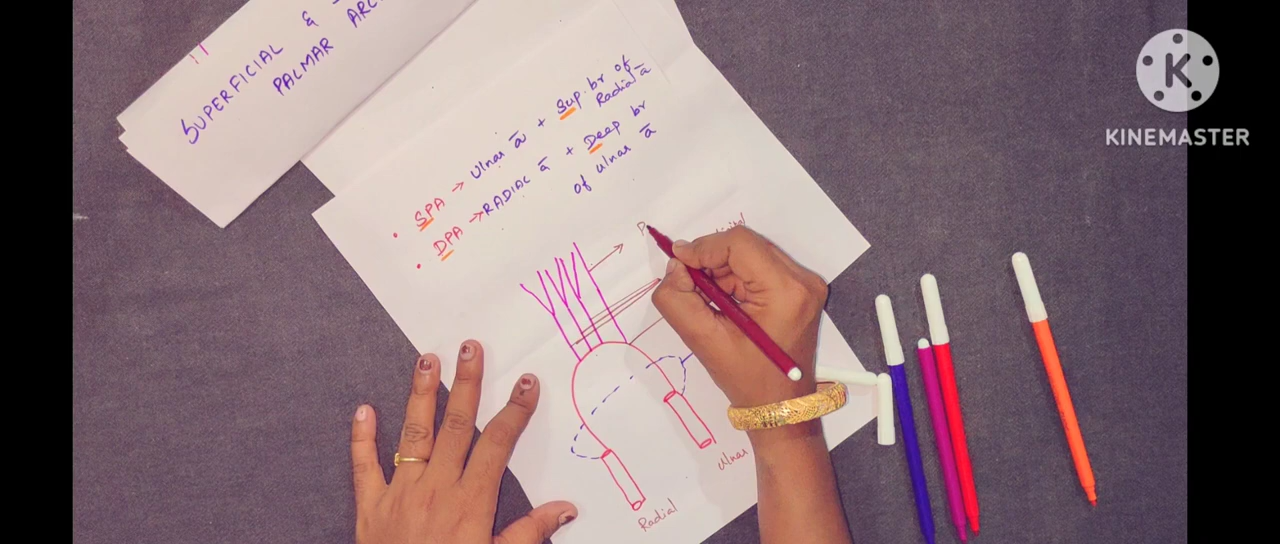 SUPERFICIAL &
PALMAR ARC
• SPA → Ulnar ā + Sup. br of
Radial ā
• DPA → RADIAL ā + Deep br
of ulnar ā
P
Radial
Ulnar
K
KINEMASTER